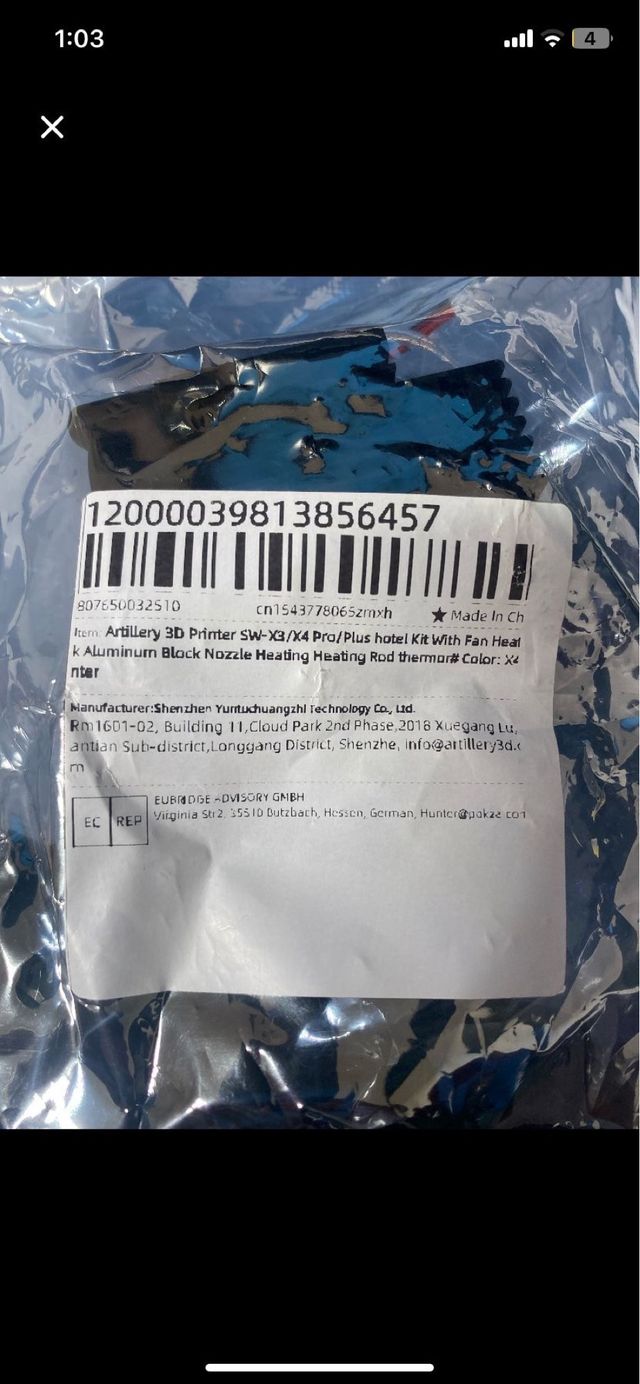 1:03
4
12000039813856457
807650032510 cn1543778065zmxh ★ Made In Ch
Item: Artillery 3D Printer SW-X3/X4 Pro/Plus hotel Kit With Fan Heat
k Aluminum Block Nozzle Heating Heating Rod thermor# Color: X4
nter
Manufacturer:Shenzhen Yuntuchuangzhi Technology Co., Ltd.
Rm1601-02, Building 11,Cloud Park 2nd Phase,2018 Xuegang Lu,
antian Sub-district,Longgang District, Shenzhe, info@artillery3d.c
m
EC REP
EUBRIDGE ADVISORY GMBH
Virginia Str2, 35510 Butzbach, Hessen, German, Hunter@pakze.com